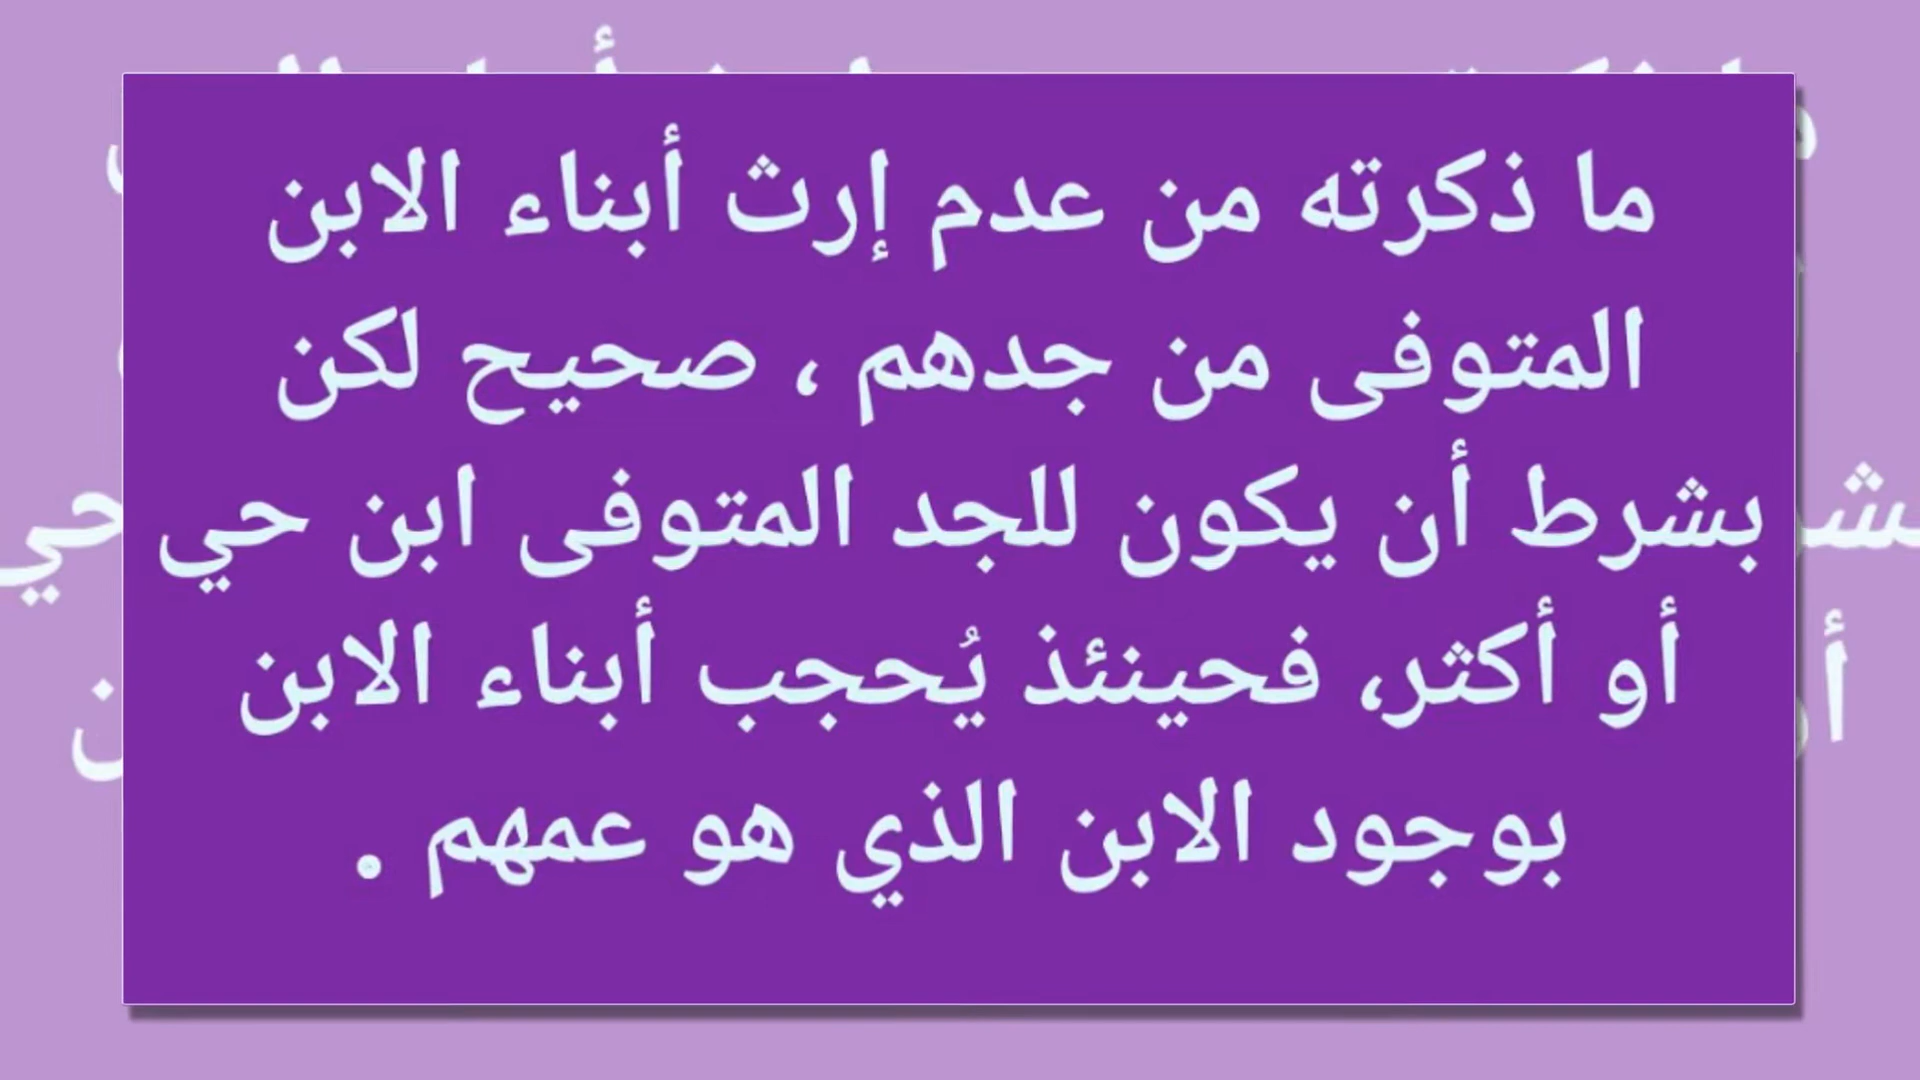 ما ذكرته من عدم إرث أبناء الابن
المتوفى من جدهم ، صحيح لكن
بشرط أن يكون للجد المتوفى ابن حي
أو أكثر، فحينئذ يُحجب أبناء الابن
بوجود الابن الذي هو عمهم .